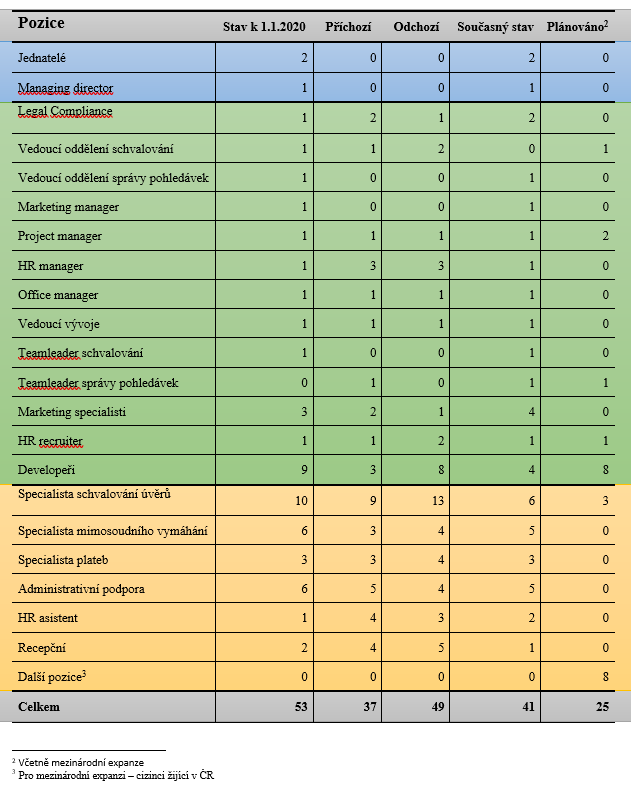 Pozice Stav k 1.1.2020 Příchozí Odchozí Současný stav Plánováno2
Jednatelé 2 0 0 2 0
Managing director 1 0 0 1 0
Legal Compliance 1 2 1 2 0
Vedoucí oddělení schvalování 1 1 2 0 1
Vedoucí oddělení správy pohledávek 1 0 0 1 0
Marketing manager 1 0 0 1 0
Project manager 1 1 1 1 2
HR manager 1 3 3 1 0
Office manager 1 1 1 1 0
Vedoucí vývoje 1 1 1 1 0
Teamleader schvalování 1 0 0 1 0
Teamleader správy pohledávek 0 1 0 1 1
Marketing specialisti 3 2 1 4 0
HR recruiter 1 1 2 1 1
Developeři 9 3 8 4 8
Specialista schvalování úvěrů 10 9 13 6 3
Specialista mimosoudního vymáhání 6 3 4 5 0
Specialista plateb 3 3 4 3 0
Administrativní podpora 6 5 4 5 0
HR asistent 1 4 3 2 0
Recepční 2 4 5 1 0
Další pozice3 0 0 0 0 8
Celkem 53 37 49 41 25
2 Včetně mezinárodní expanze
3 Pro mezinárodní expanzi – cizinci žijící v ČR